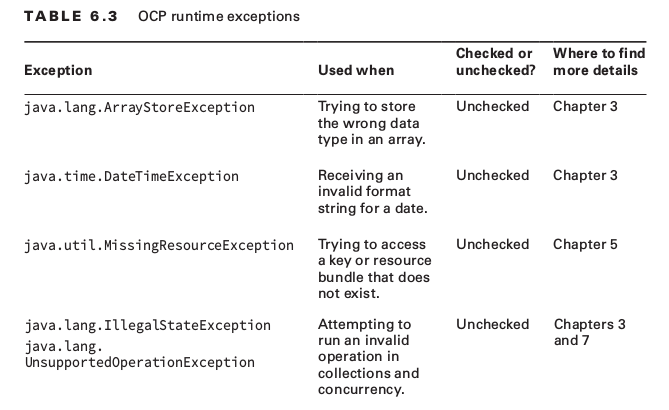 TABLE 6.3 OCP runtime exceptions
Checked or Where to find
Exception Used when unchecked? more details
java.lang.ArrayStoreException Trying to store Unchecked Chapter 3
the wrong data
type in an array.
java.time.DateTimeException Receiving an Unchecked Chapter 3
invalid format
string for a date.
java.util.MissingResourceException Trying to access Unchecked Chapter 5
a key or resource
bundle that does
not exist.
java.lang.IllegalStateException Attempting to Unchecked Chapters 3
java.lang. run an invalid and 7
UnsupportedOperationException operation in
collections and
concurrency.